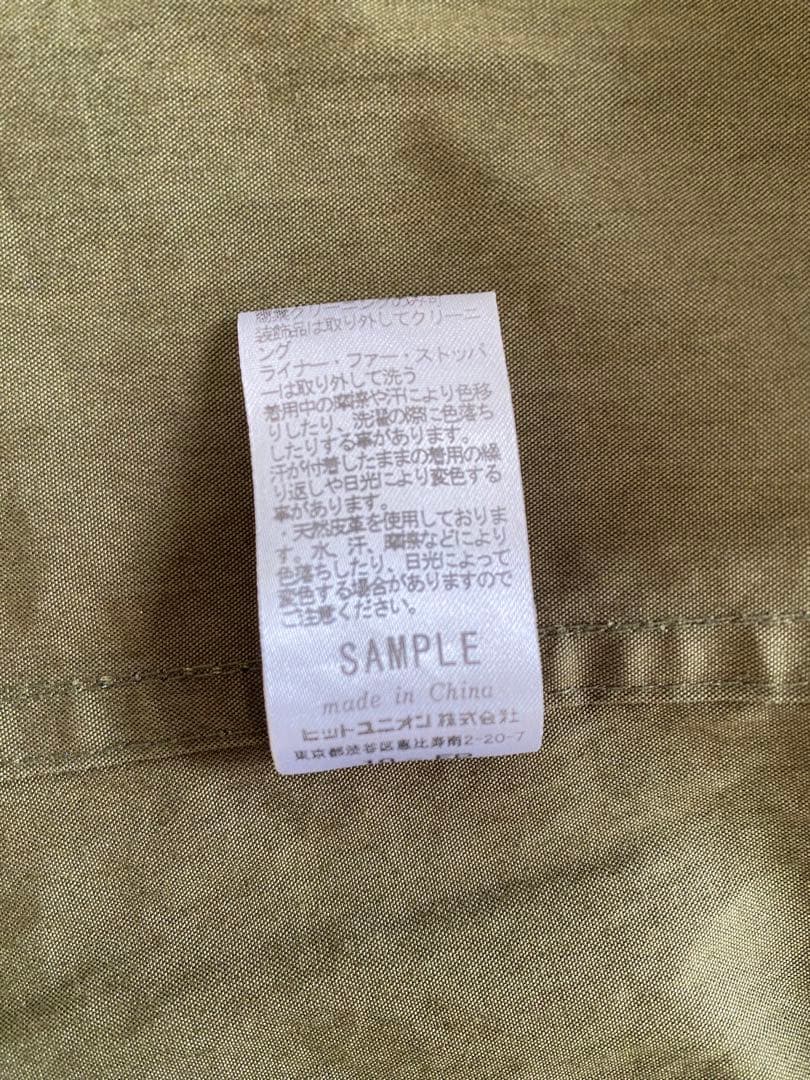 クリーニングのみ可
装飾品は取り外してクリーニ
ング
ライナー・ファー・ストッパ
ーは取り外して洗う
着用中の摩擦や汗により色移
りしたり、洗濯の際に色落ち
したりする事があります。
汗が付着したままの着用の繰
り返しや日光により変色する
事があります。
・天然皮革を使用しておりま
す。水、汗、摩擦などにより
色落ちしたり、日光によって
変色する場合がありますので
ご注意ください。
SAMPLE
made in China
ヒットユニオン株式会社
東京都渋谷区恵比寿南2-20-7